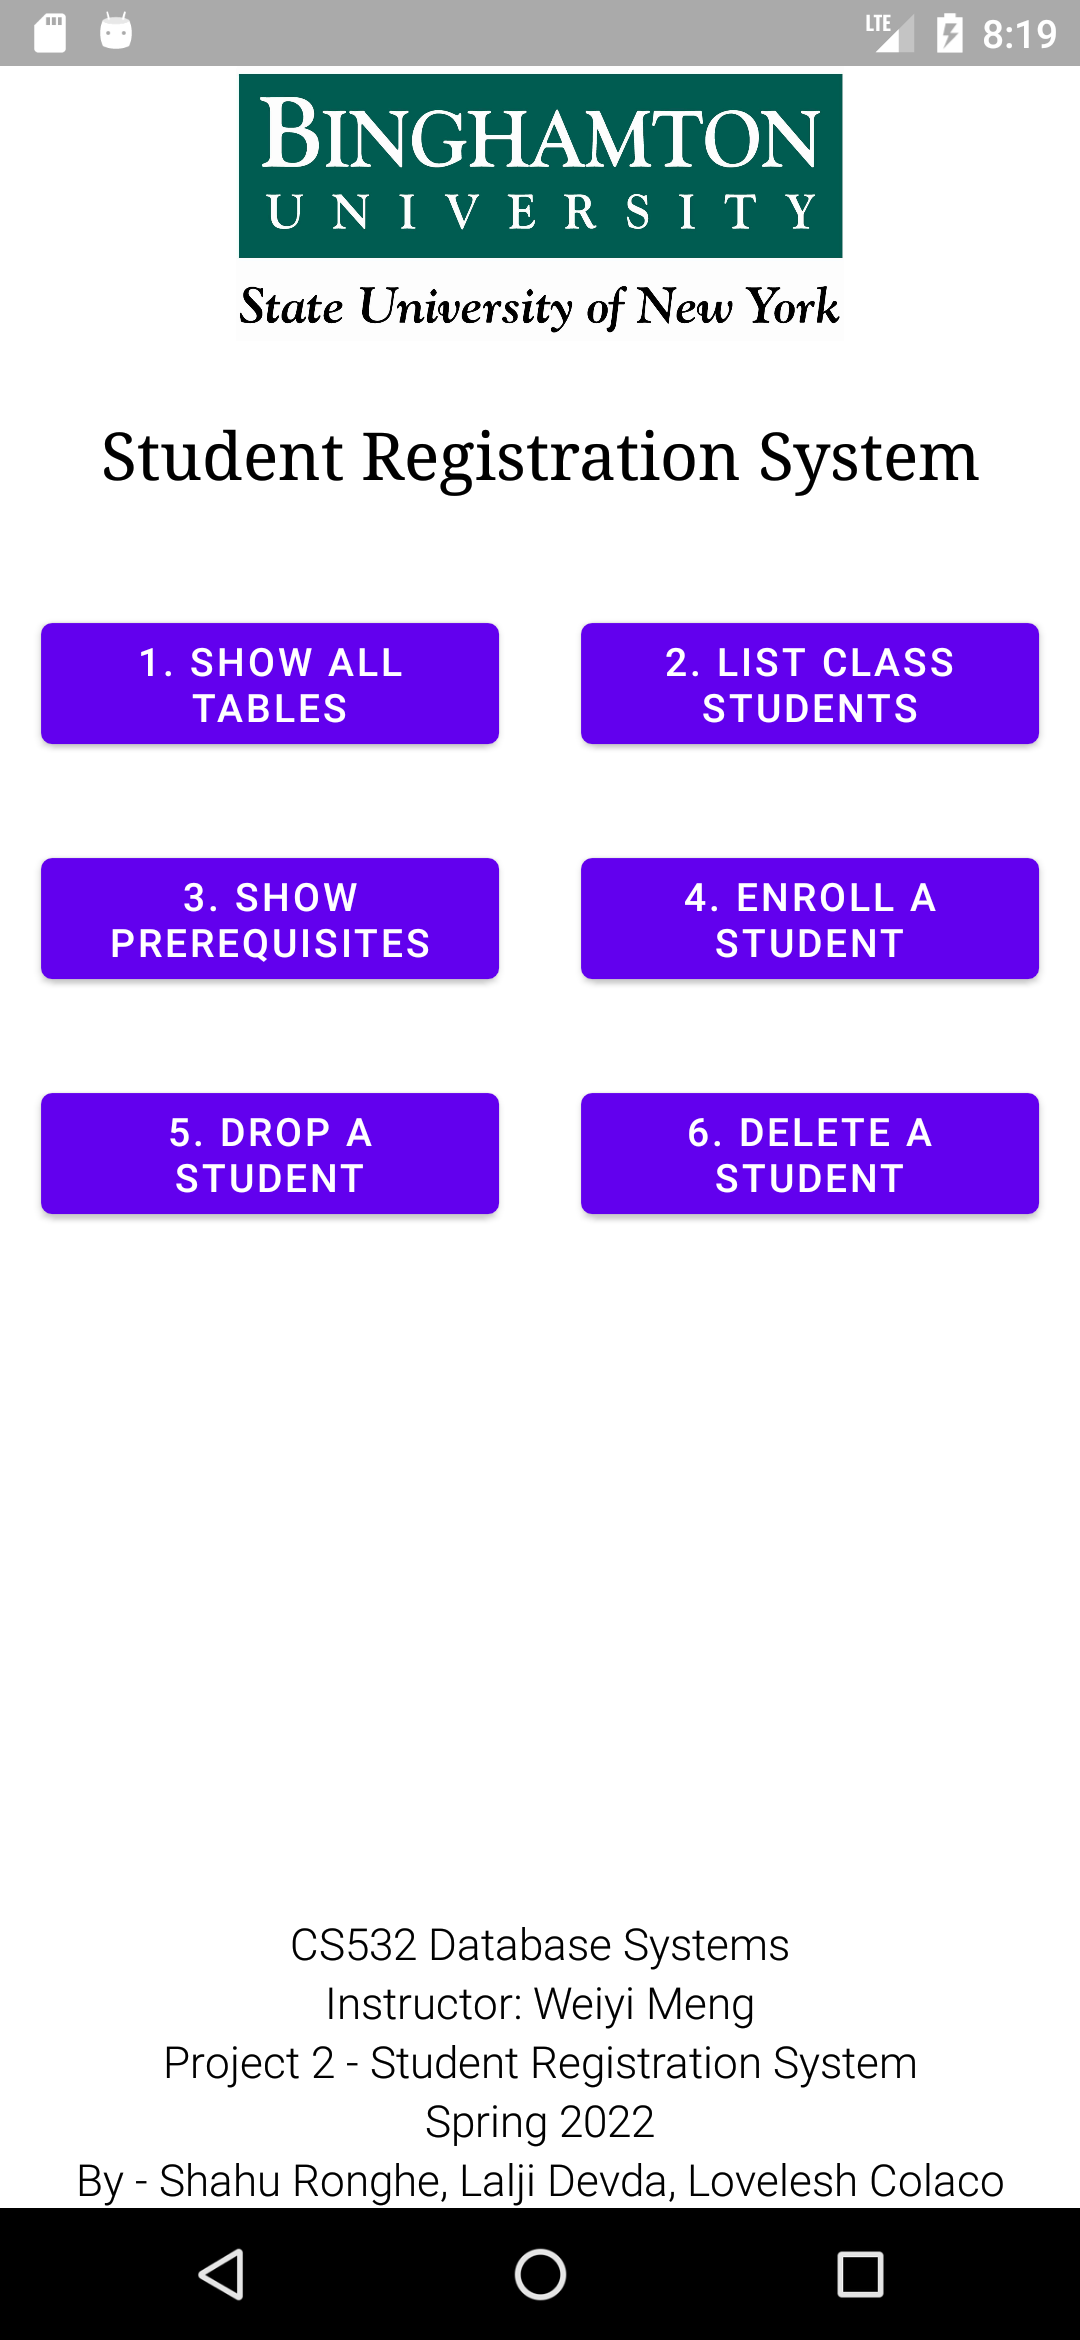 LTE 8:19
BINGHAMTON
UNIVERSITY
State University of New York
Student Registration System
1. SHOW ALL
TABLES
2. LIST CLASS
STUDENTS
3. SHOW
PREREQUISITES
4. ENROLL A
STUDENT
5. DROP A
STUDENT
6. DELETE A
STUDENT
CS532 Database Systems
Instructor: Weiyi Meng
Project 2 - Student Registration System
Spring 2022
By - Shahu Ronghe, Lalji Devda, Lovelesh Colaco